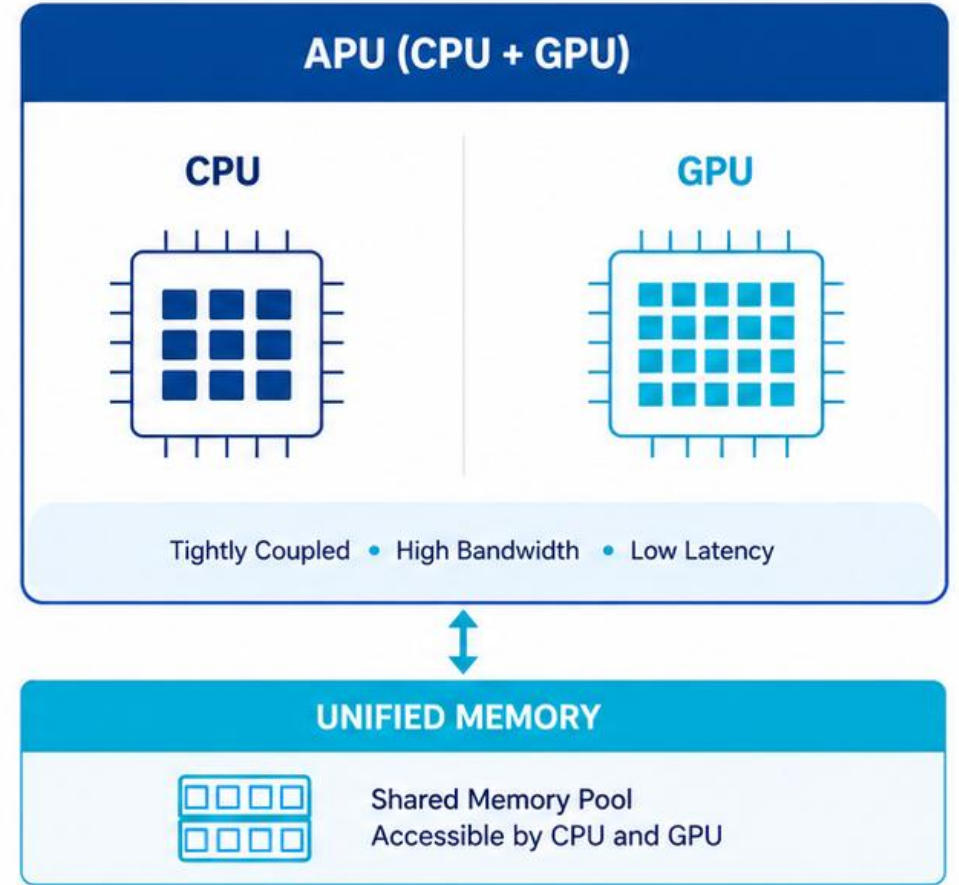 APU (CPU + GPU)
CPU
GPU
Tightly Coupled • High Bandwidth • Low Latency
UNIFIED MEMORY
Shared Memory Pool
Accessible by CPU and GPU